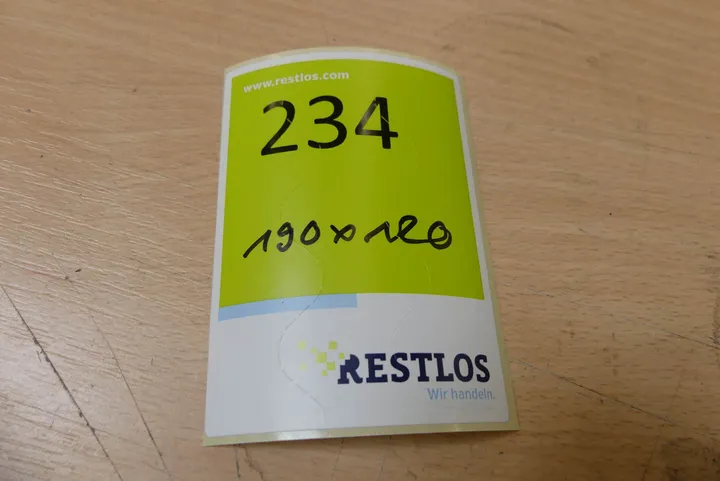 www.restlos.com
234
190x120
RESTLOS
Wir handeln.